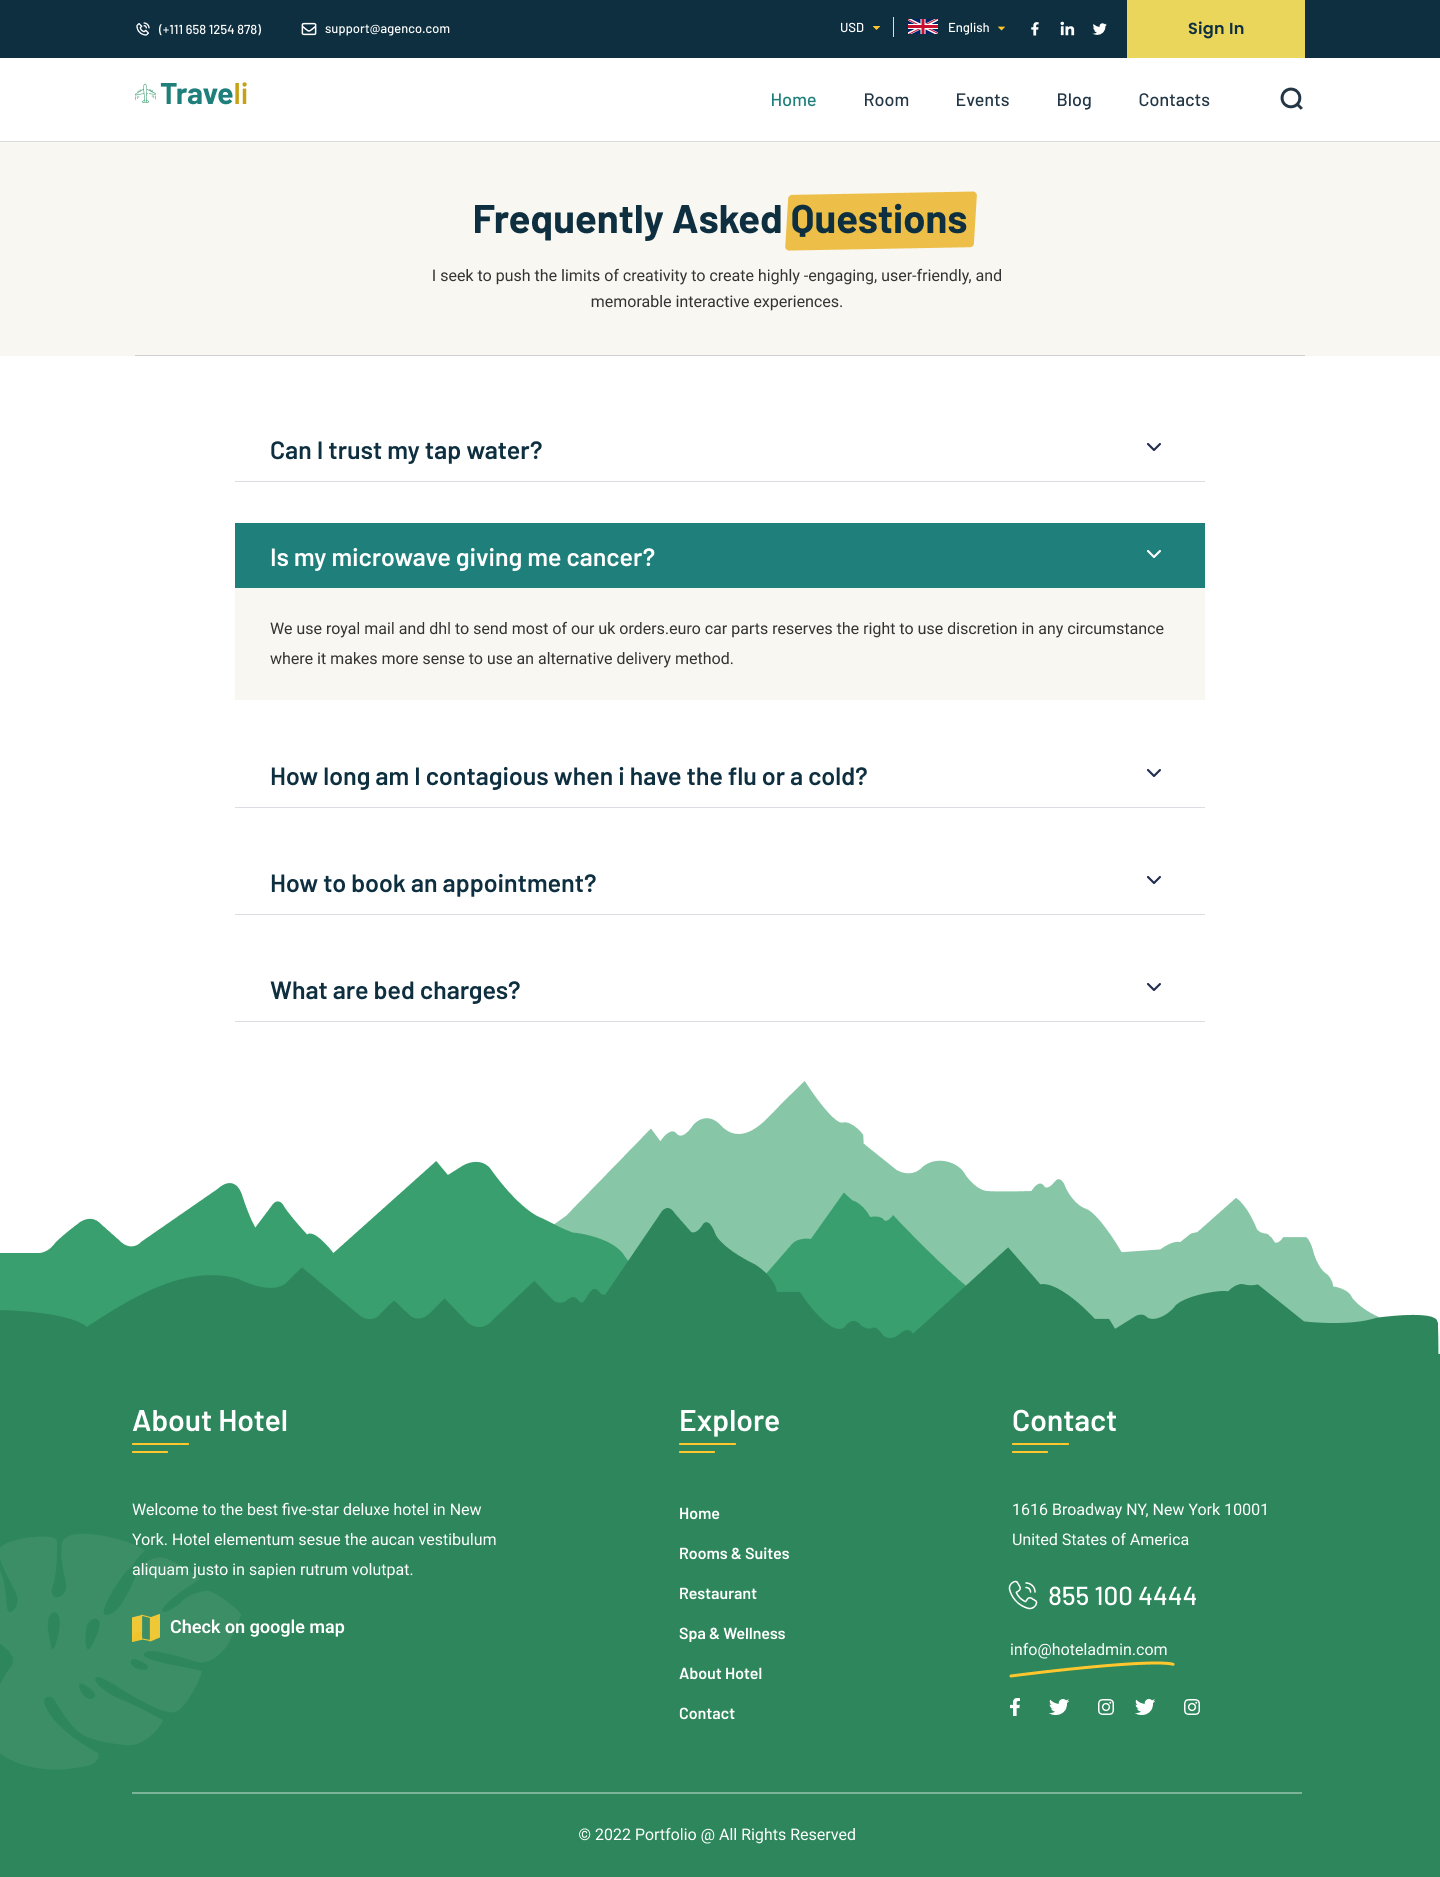 (+111 658 1254 878)
support@agenco.com
USD
English
Sign In
Traveli
Home
Room
Events
Blog
Contacts
Frequently Asked Questions
I seek to push the limits of creativity to create highly -engaging, user-friendly, and
memorable interactive experiences.
Can I trust my tap water?
Is my microwave giving me cancer?
We use royal mail and dhl to send most of our uk orders.euro car parts reserves the right to use discretion in any circumstance
where it makes more sense to use an alternative delivery method.
How long am I contagious when i have the flu or a cold?
How to book an appointment?
What are bed charges?
About Hotel
Welcome to the best five-star deluxe hotel in New
York. Hotel elementum sesue the aucan vestibulum
aliquam justo in sapien rutrum volutpat.
Check on google map
Explore
Home
Rooms & Suites
Restaurant
Spa & Wellness
About Hotel
Contact
Contact
1616 Broadway NY, New York 10001
United States of America
855 100 4444
info@hoteladmin.com
© 2022 Portfolio @ All Rights Reserved